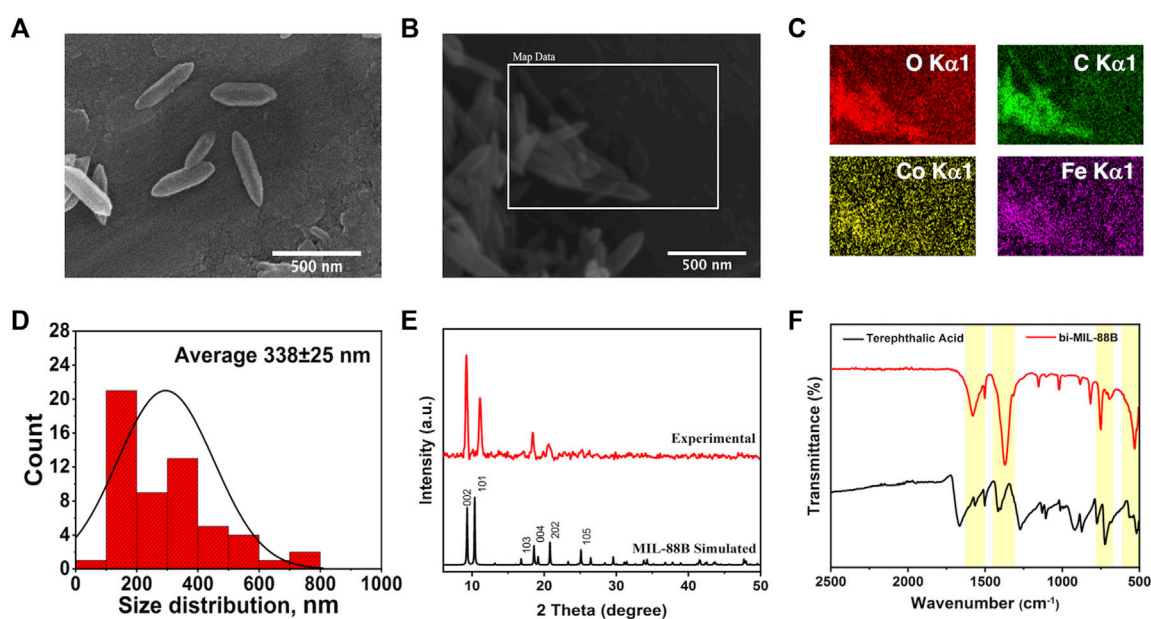 A
500 nm
B
Map Data
500 nm
C
O Kα1
C Kα1
Co Kα1
Fe Kα1
D
Average 338±25 nm
Count
28
24
20
16
12
8
4
0
0 200 400 600 800 1000
Size distribution, nm
E
Intensity (a.u.)
Experimental
002
101
103
004
202
105
MIL-88B Simulated
10 20 30 40 50
2 Theta (degree)
F
Terephthalic Acid
bi-MIL-88B
Transmittance (%)
2500 2000 1500 1000 500
Wavenumber (cm-1)